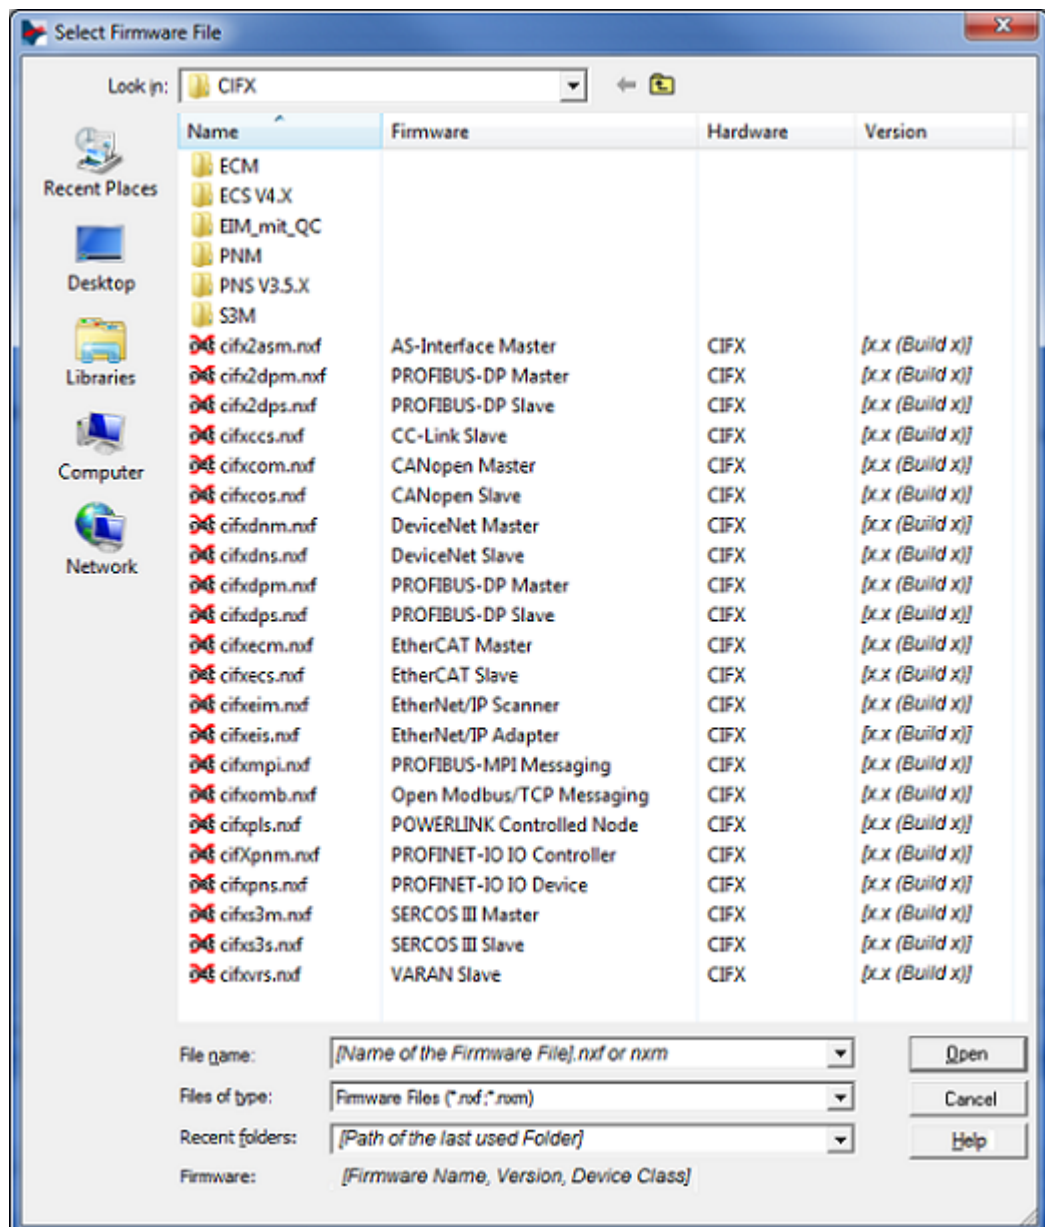 Select Firmware File
Look in: CIFX
Name Firmware Hardware Version
Recent Places
Desktop
Libraries
Computer
Network
ECM
ECS V4.X
EIM_mit_QC
PNM
PNS V3.5.X
S3M
cifx2asm.nxf AS-Interface Master CIFX [x.x (Build x)]
cifx2dpm.nxf PROFIBUS-DP Master CIFX [x.x (Build x)]
cifx2dps.nxf PROFIBUS-DP Slave CIFX [x.x (Build x)]
cifxccs.nxf CC-Link Slave CIFX [x.x (Build x)]
cifxcom.nxf CANopen Master CIFX [x.x (Build x)]
cifxcos.nxf CANopen Slave CIFX [x.x (Build x)]
cifxdnm.nxf DeviceNet Master CIFX [x.x (Build x)]
cifxdns.nxf DeviceNet Slave CIFX [x.x (Build x)]
cifxdpm.nxf PROFIBUS-DP Master CIFX [x.x (Build x)]
cifxdps.nxf PROFIBUS-DP Slave CIFX [x.x (Build x)]
cifxecm.nxf EtherCAT Master CIFX [x.x (Build x)]
cifxecs.nxf EtherCAT Slave CIFX [x.x (Build x)]
cifxeim.nxf EtherNet/IP Scanner CIFX [x.x (Build x)]
cifxeis.nxf EtherNet/IP Adapter CIFX [x.x (Build x)]
cifxmpi.nxf PROFIBUS-MPI Messaging CIFX [x.x (Build x)]
cifxomb.nxf Open Modbus/TCP Messaging CIFX [x.x (Build x)]
cifxpls.nxf POWERLINK Controlled Node CIFX [x.x (Build x)]
cifXpnm.nxf PROFINET-IO IO Controller CIFX [x.x (Build x)]
cifxpns.nxf PROFINET-IO IO Device CIFX [x.x (Build x)]
cifxs3m.nxf SERCOS III Master CIFX [x.x (Build x)]
cifxs3s.nxf SERCOS III Slave CIFX [x.x (Build x)]
cifxvrs.nxf VARAN Slave CIFX [x.x (Build x)]
File name: [Name of the Firmware File].nxf or nxm Open
Files of type: Firmware Files (*.nxf;*.nxm) Cancel
Recent folders: [Path of the last used Folder] Help
Firmware: [Firmware Name, Version, Device Class]